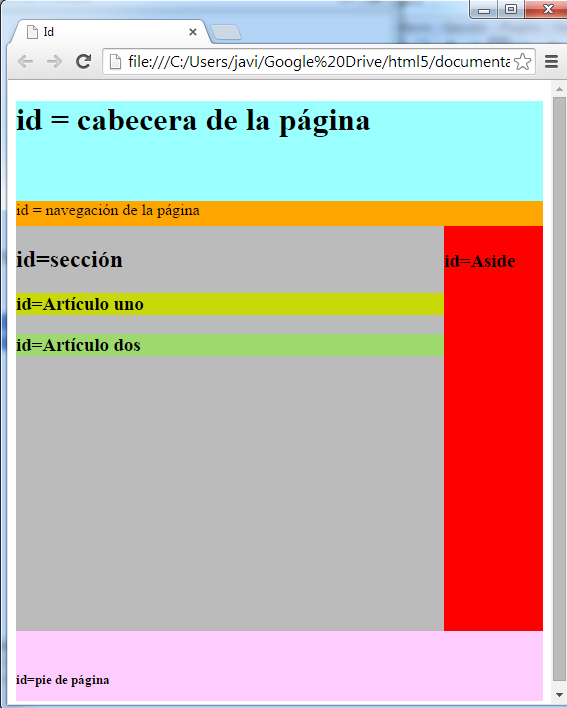 Id
file:///C:/Users/javi/Google%20Drive/html5/documenta
id = cabecera de la página
id = navegación de la página
id=sección
id=Aside
id=Artículo uno
id=Artículo dos
id=pie de página